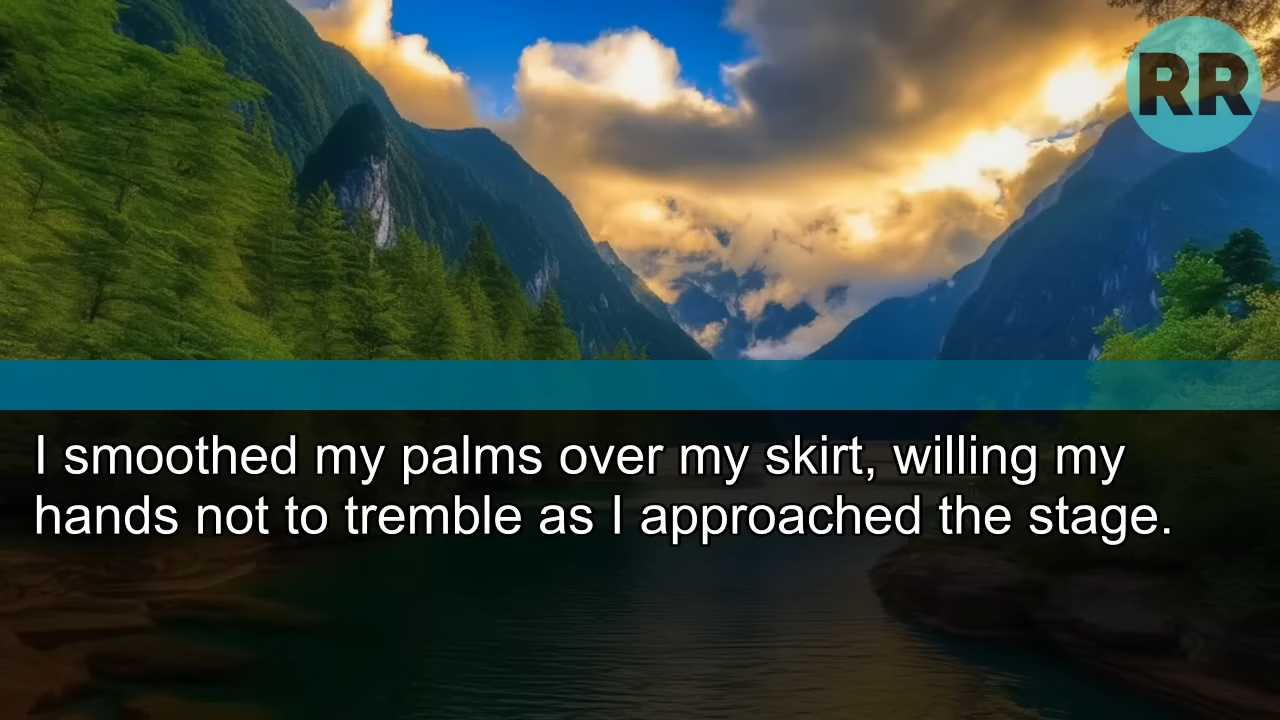 RR
I smoothed my palms over my skirt, willing my
hands not to tremble as I approached the stage.